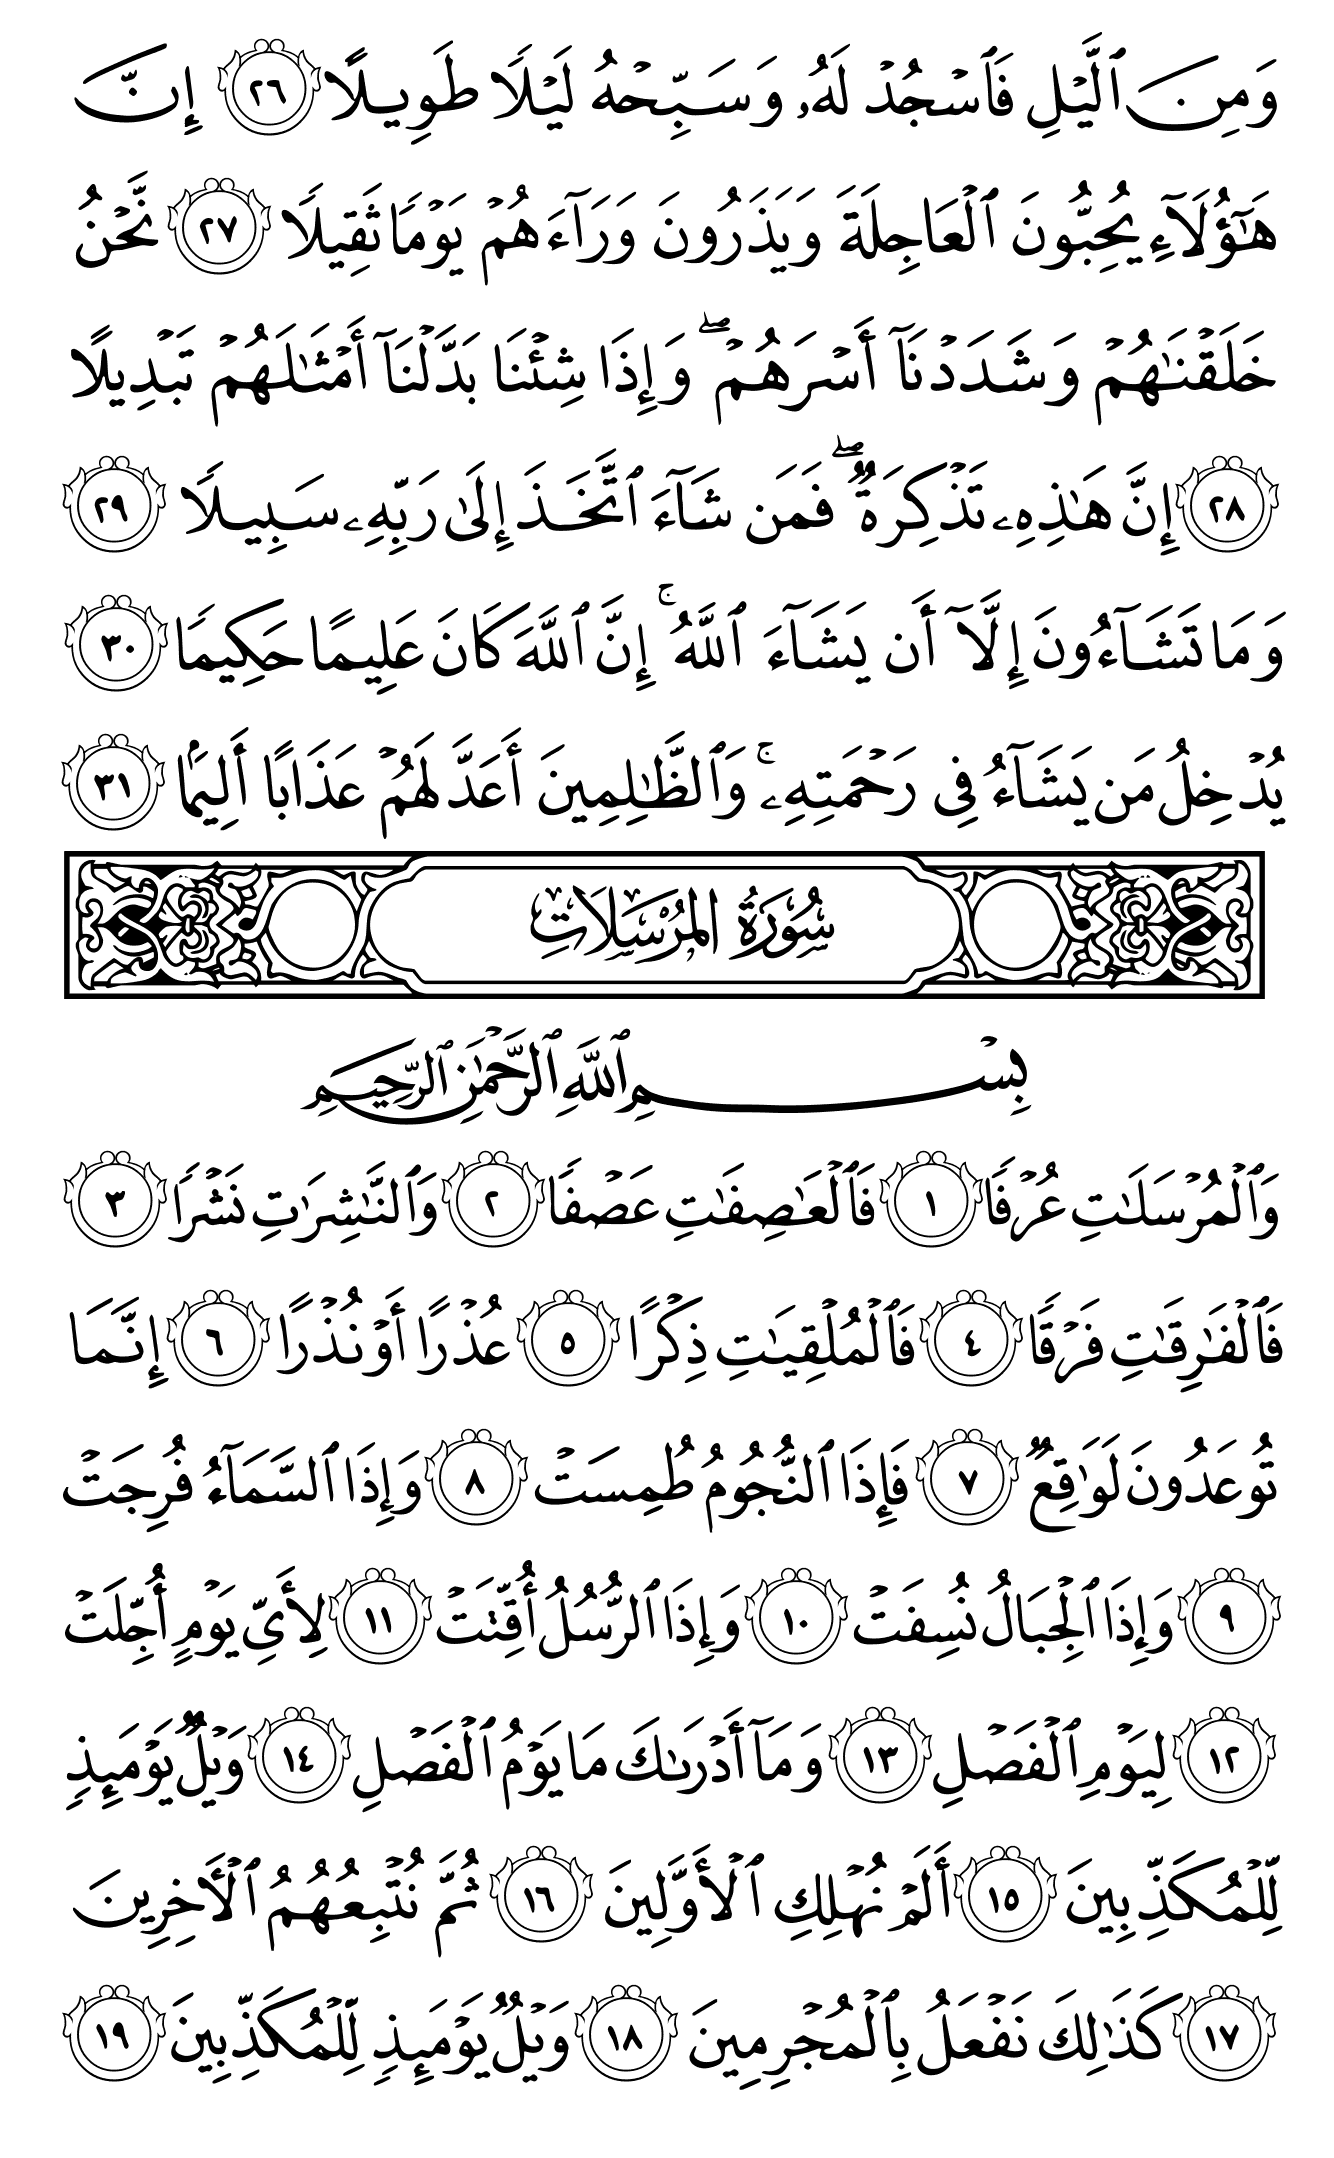 وَمِنَ ٱلَّيۡلِ فَٱسۡجُدۡ لَهُۥ وَسَبِّحۡهُ لَيۡلٗا طَوِيلًا ٢٦ إِنَّ
هَٰٓؤُلَآءِ يُحِبُّونَ ٱلۡعَاجِلَةَ وَيَذَرُونَ وَرَآءَهُمۡ يَوۡمٗا ثَقِيلٗا ٢٧ نَّحۡنُ
خَلَقۡنَٰهُمۡ وَشَدَدۡنَآ أَسۡرَهُمۡۖ وَإِذَا شِئۡنَا بَدَّلۡنَآ أَمۡثَٰلَهُمۡ تَبۡدِيلًا
٢٨ إِنَّ هَٰذِهِۦ تَذۡكِرَةٞۖ فَمَن شَآءَ ٱتَّخَذَ إِلَىٰ رَبِّهِۦ سَبِيلٗا ٢٩
وَمَا تَشَآءُونَ إِلَّآ أَن يَشَآءَ ٱللَّهُۚ إِنَّ ٱللَّهَ كَانَ عَلِيمًا حَكِيمٗا ٣٠
يُدۡخِلُ مَن يَشَآءُ فِي رَحۡمَتِهِۦۚ وَٱلظَّٰلِمِينَ أَعَدَّ لَهُمۡ عَذَابًا أَلِيمَۢا ٣١
سُورَةُ المُرْسَلَاتِ
بِسۡمِ ٱللَّهِ ٱلرَّحۡمَٰنِ ٱلرَّحِيمِ
وَٱلۡمُرۡسَلَٰتِ عُرۡفٗا ١ فَٱلۡعَٰصِفَٰتِ عَصۡفٗا ٢ وَٱلنَّٰشِرَٰتِ نَشۡرٗا ٣
فَٱلۡفَٰرِقَٰتِ فَرۡقٗا ٤ فَٱلۡمُلۡقِيَٰتِ ذِكۡرًا ٥ عُذۡرًا أَوۡ نُذۡرًا ٦ إِنَّمَا
تُوعَدُونَ لَوَٰقِعٞ ٧ فَإِذَا ٱلنُّجُومُ طُمِسَتۡ ٨ وَإِذَا ٱلسَّمَآءُ فُرِجَتۡ
٩ وَإِذَا ٱلۡجِبَالُ نُسِفَتۡ ١٠ وَإِذَا ٱلرُّسُلُ أُقِّتَتۡ ١١ لِأَيِّ يَوۡمٍ أُجِّلَتۡ
١٢ لِيَوۡمِ ٱلۡفَصۡلِ ١٣ وَمَآ أَدۡرَىٰكَ مَا يَوۡمُ ٱلۡفَصۡلِ ١٤ وَيۡلٞ يَوۡمَئِذٖ
لِّلۡمُكَذِّبِينَ ١٥ أَلَمۡ نُهۡلِكِ ٱلۡأَوَّلِينَ ١٦ ثُمَّ نُتۡبِعُهُمُ ٱلۡأٓخِرِينَ
١٧ كَذَٰلِكَ نَفۡعَلُ بِٱلۡمُجۡرِمِينَ ١٨ وَيۡلٞ يَوۡمَئِذٖ لِّلۡمُكَذِّبِينَ ١٩